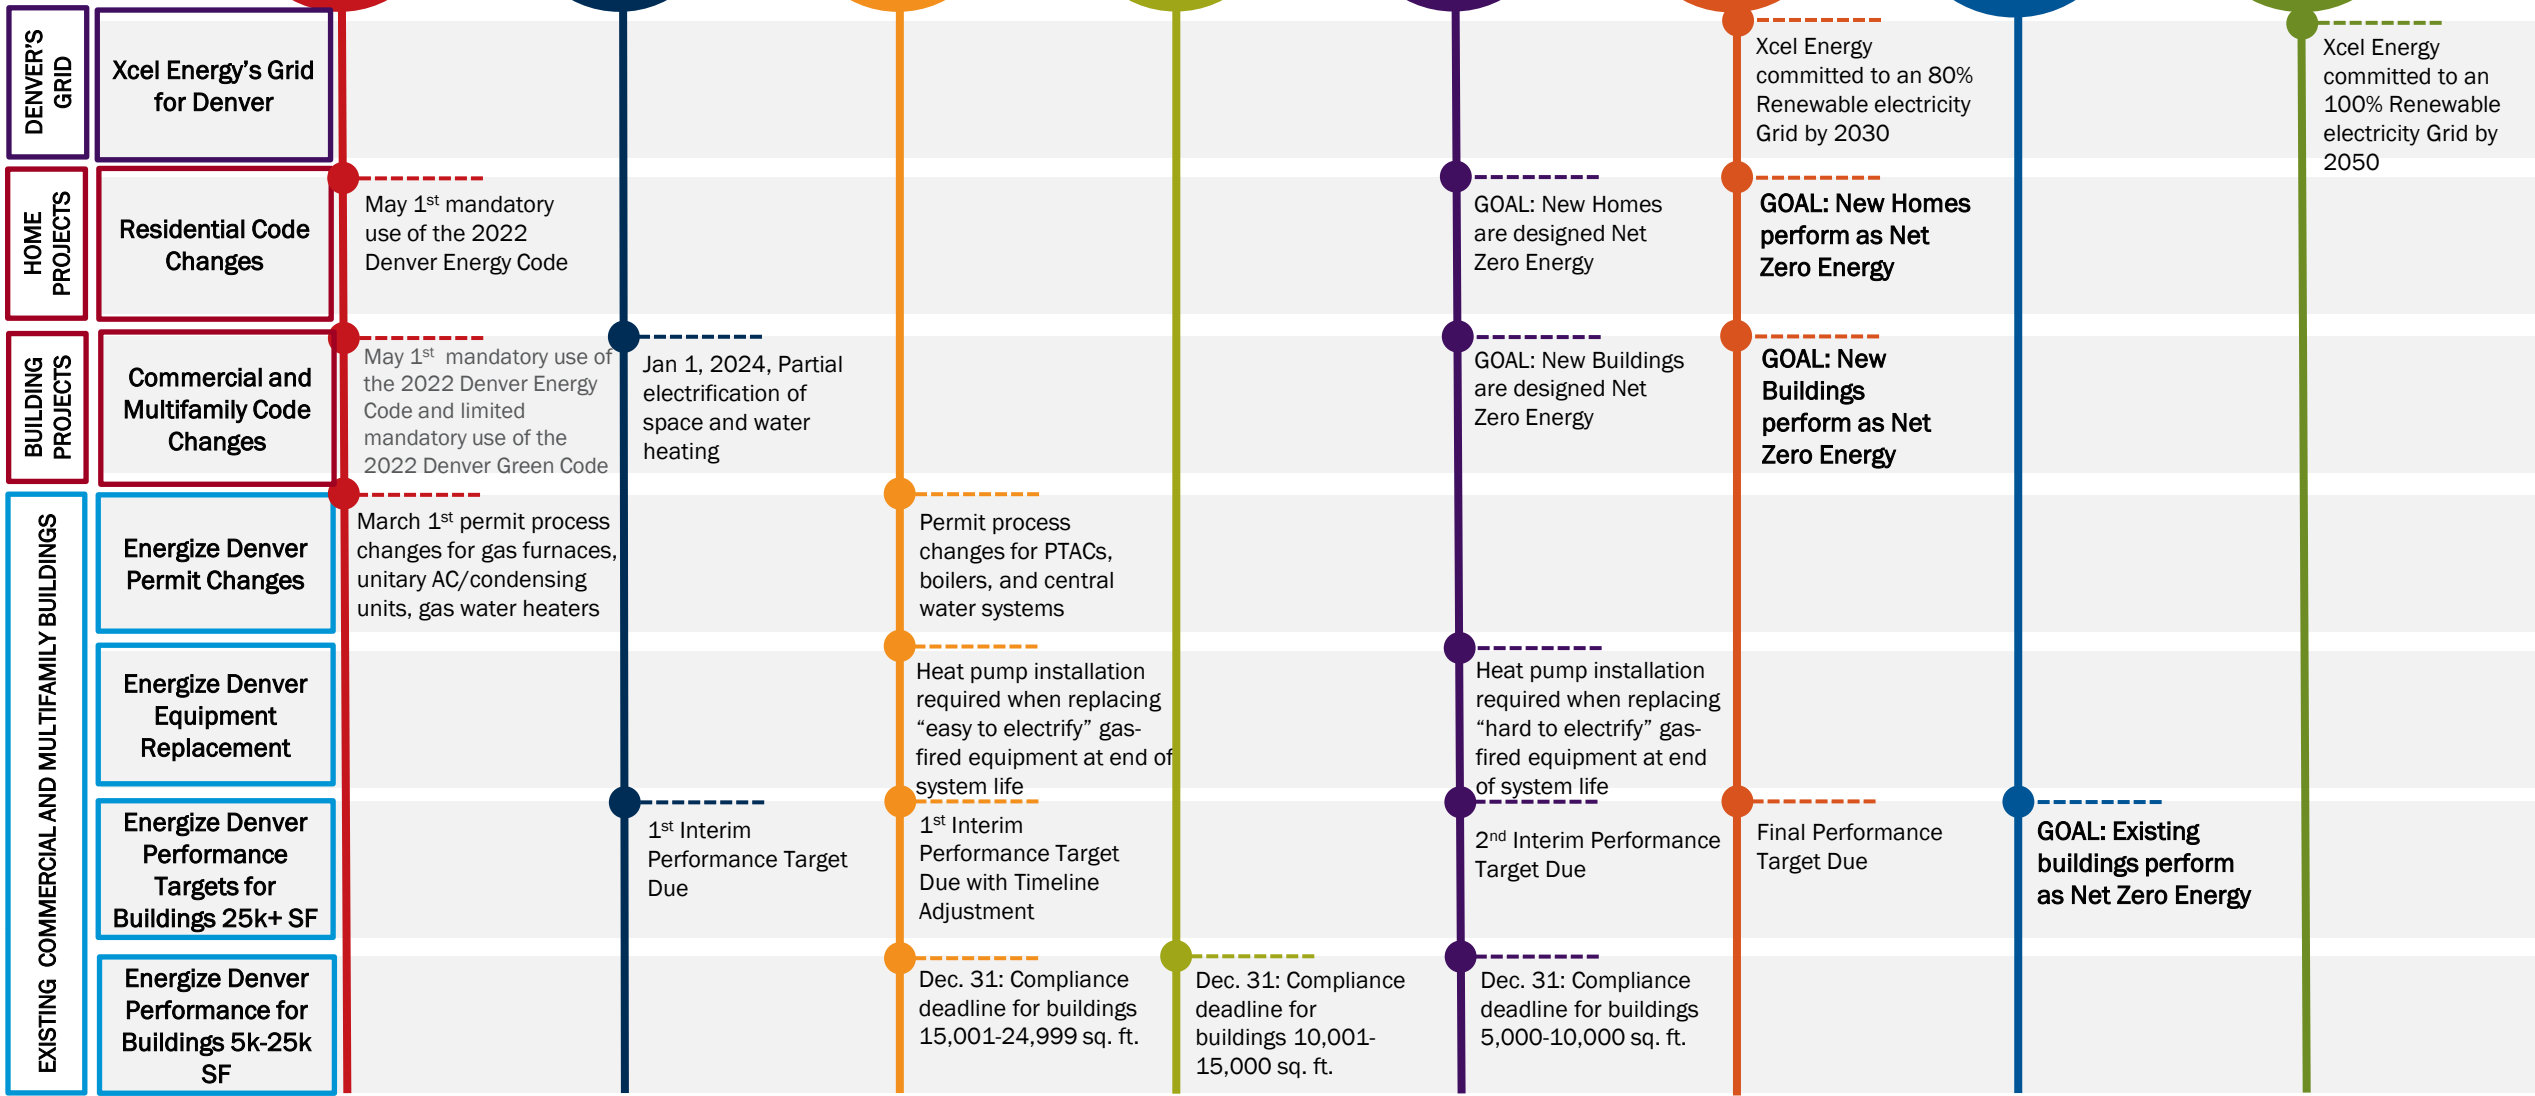 DENVER'S
GRID
Xcel Energy's Grid
for Denver
Xcel Energy
committed to an 80%
Renewable electricity
Grid by 2030
Xcel Energy
committed to an
100% Renewable
electricity Grid by
2050
HOME
PROJECTS
Residential Code
Changes
May 1st mandatory
use of the 2022
Denver Energy Code
GOAL: New Homes
are designed Net
Zero Energy
GOAL: New Homes
perform as Net
Zero Energy
BUILDING
PROJECTS
Commercial and
Multifamily Code
Changes
May 1st mandatory use of
the 2022 Denver Energy
Code and limited
mandatory use of the
2022 Denver Green Code
Jan 1, 2024, Partial
electrification of
space and water
heating
GOAL: New Buildings
are designed Net
Zero Energy
GOAL: New
Buildings
perform as Net
Zero Energy
EXISTING COMMERCIAL AND MULTIFAMILY BUILDINGS
Energize Denver
Permit Changes
March 1st permit process
changes for gas furnaces,
unitary AC/condensing
units, gas water heaters
Permit process
changes for PTACs,
boilers, and central
water systems
Energize Denver
Equipment
Replacement
Heat pump installation
required when replacing
“easy to electrify” gas-
fired equipment at end of
system life
Heat pump installation
required when replacing
“hard to electrify” gas-
fired equipment at end
of system life
Energize Denver
Performance
Targets for
Buildings 25k+ SF
1st Interim
Performance Target
Due
1st Interim
Performance Target
Due with Timeline
Adjustment
2nd Interim Performance
Target Due
Final Performance
Target Due
GOAL: Existing
buildings perform
as Net Zero Energy
Energize Denver
Performance for
Buildings 5k-25k
SF
Dec. 31: Compliance
deadline for buildings
15,001-24,999 sq. ft.
Dec. 31: Compliance
deadline for
buildings 10,001-
15,000 sq. ft.
Dec. 31: Compliance
deadline for buildings
5,000-10,000 sq. ft.